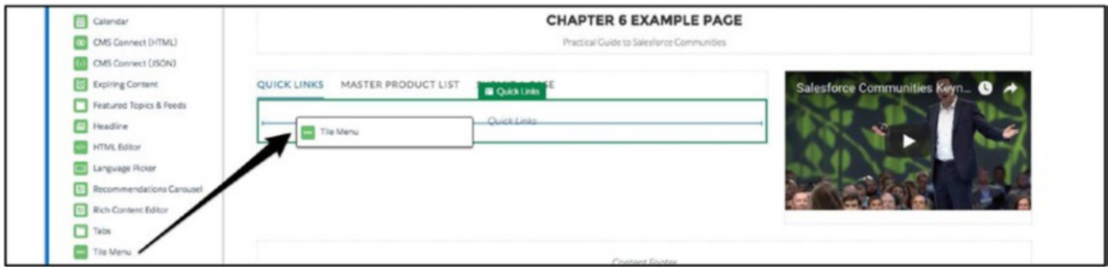 Calendar
CMS Connect (HTML)
CMS Connect (JSON)
Expiring Content
Featured Topics & Feeds
Headline
HTML Editor
Language Picker
Recommendations Carousel
Rich Content Editor
Tabs
Tile Menu
CHAPTER 6 EXAMPLE PAGE
Practical Guide to Salesforce Communities
QUICK LINKS MASTER PRODUCT LIST
Quick Links
Quick Links
Tile Menu
Salesforce Communities Keyn...
Content Footer